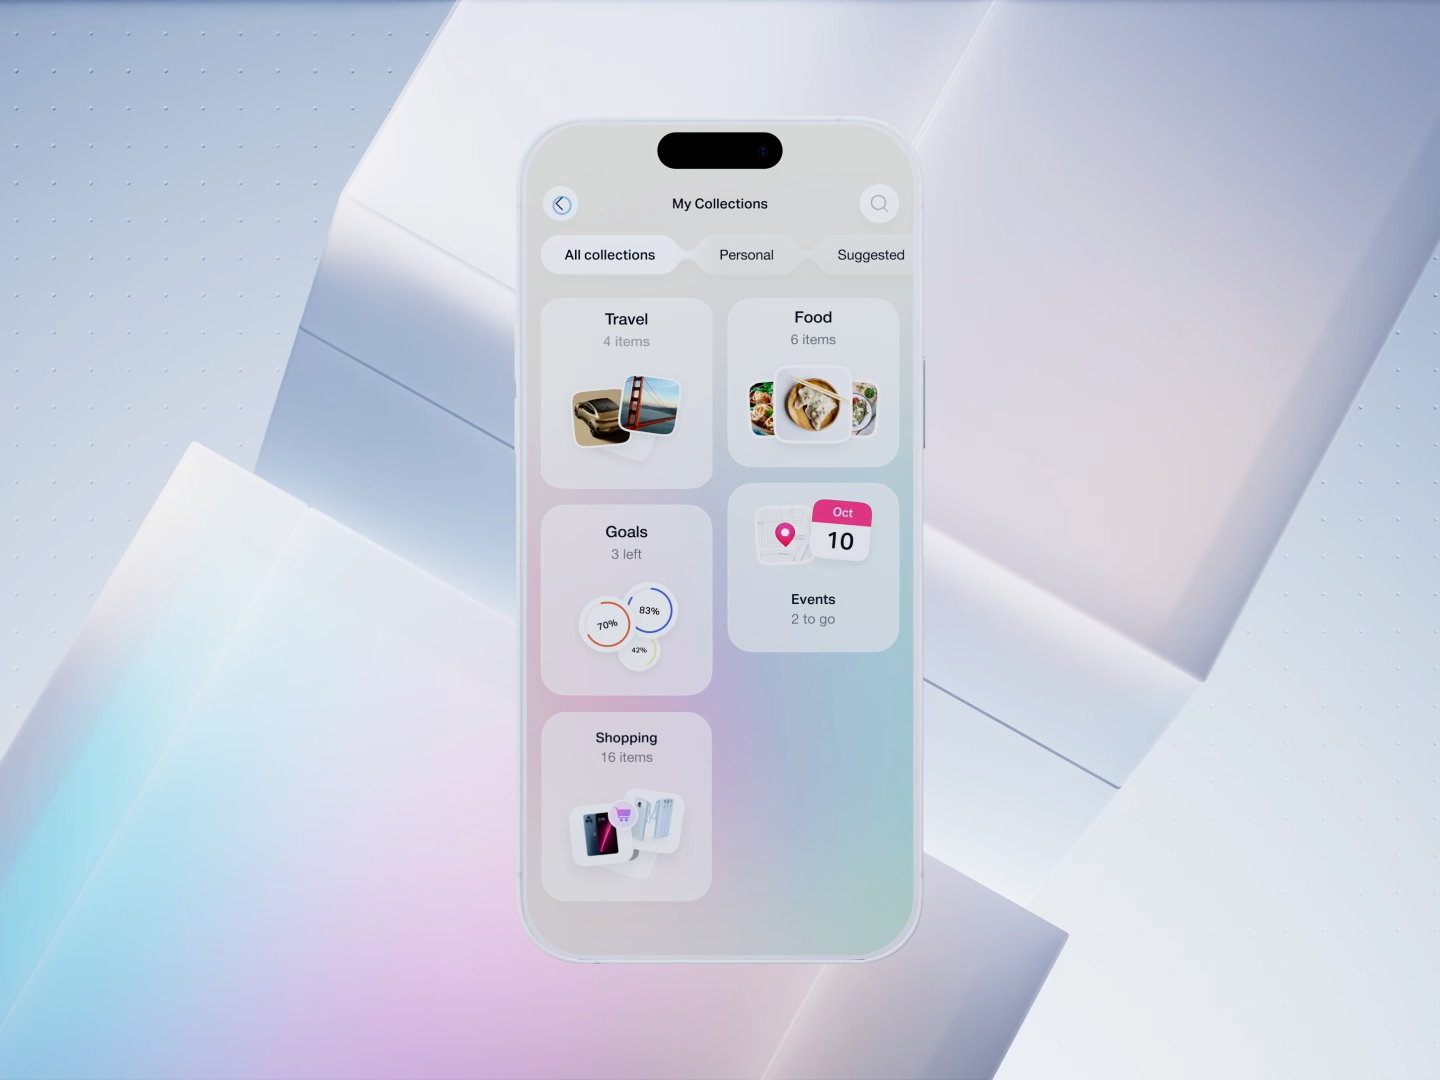 My Collections
All collections
Personal
Suggested
Travel
4 items
Food
6 items
Goals
3 left
70%
83%
42%
Oct
10
Events
2 to go
Shopping
16 items